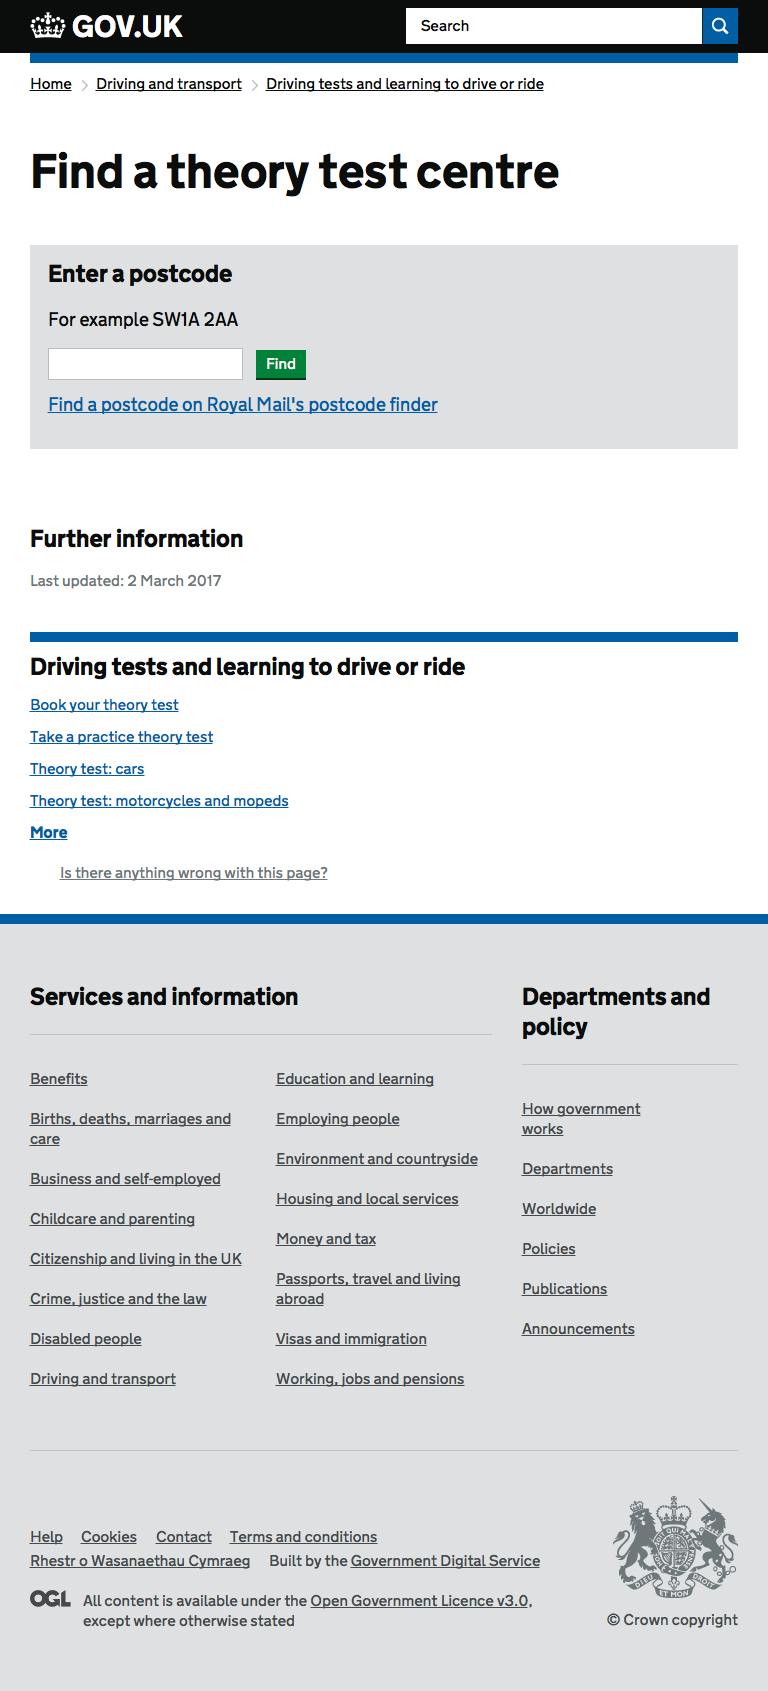 GOV.UK
Search
Home
Driving and transport
Driving tests and learning to drive or ride
Find a theory test centre
Enter a postcode
For example SW1A 2AA
Find
Find a postcode on Royal Mail's postcode finder
Further information
Last updated: 2 March 2017
Driving tests and learning to drive or ride
Book your theory test
Take a practice theory test
Theory test: cars
Theory test: motorcycles and mopeds
More
Is there anything wrong with this page?
Services and information
Benefits
Births, deaths, marriages and
care
Business and self-employed
Childcare and parenting
Citizenship and living in the UK
Crime, justice and the law
Disabled people
Driving and transport
Education and learning
Employing people
Environment and countryside
Housing and local services
Money and tax
Passports, travel and living
abroad
Visas and immigration
Working, jobs and pensions
Departments and
policy
How government
works
Departments
Worldwide
Policies
Publications
Announcements
Help Cookies Contact Terms and conditions
Rhestr o Wasanaethau Cymraeg Built by the Government Digital Service
OGL
All content is available under the Open Government Licence v3.0,
except where otherwise stated
DIEU ET MON DROIT
© Crown copyright